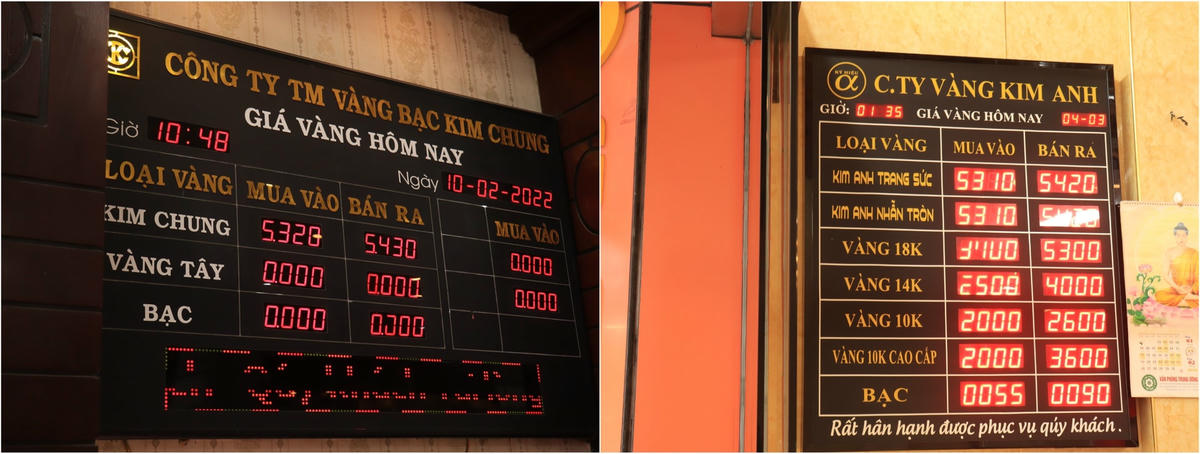 CÔNG TY TM VÀNG BẠC KIM CHUNG
GIÁ VÀNG HÔM NAY
Giờ 10:48
Ngày 10-02-2022
LOẠI VÀNG MUA VÀO BÁN RA MUA VÀO
KIM CHUNG 5.320 5.430 0.000
VÀNG TÂY 0.000 0.000 0.000
BẠC 0.000
KÝ HIỆU
C.TY VÀNG KIM ANH
GIỜ: 01 35 GIÁ VÀNG HÔM NAY 04-03
LOẠI VÀNG MUA VÀO BÁN RA
KIM ANH TRANG SỨC 5310 5420
KIM ANH NHẪN TRÒN 5310
VÀNG 18K 5300
VÀNG 14K 4000
VÀNG 10K 2000 2600
VÀNG 10K CAO CẤP 2000 3600
BẠC 0055 0090
Rất hân hạnh được phục vụ qúy khách.